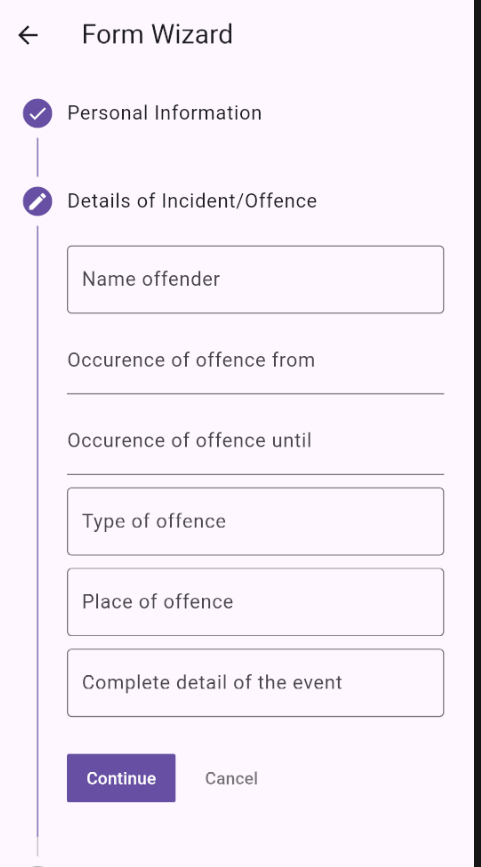 Form Wizard
Personal Information
Details of Incident/Offence
Name offender
Occurence of offence from
Occurence of offence until
Type of offence
Place of offence
Complete detail of the event
Continue
Cancel